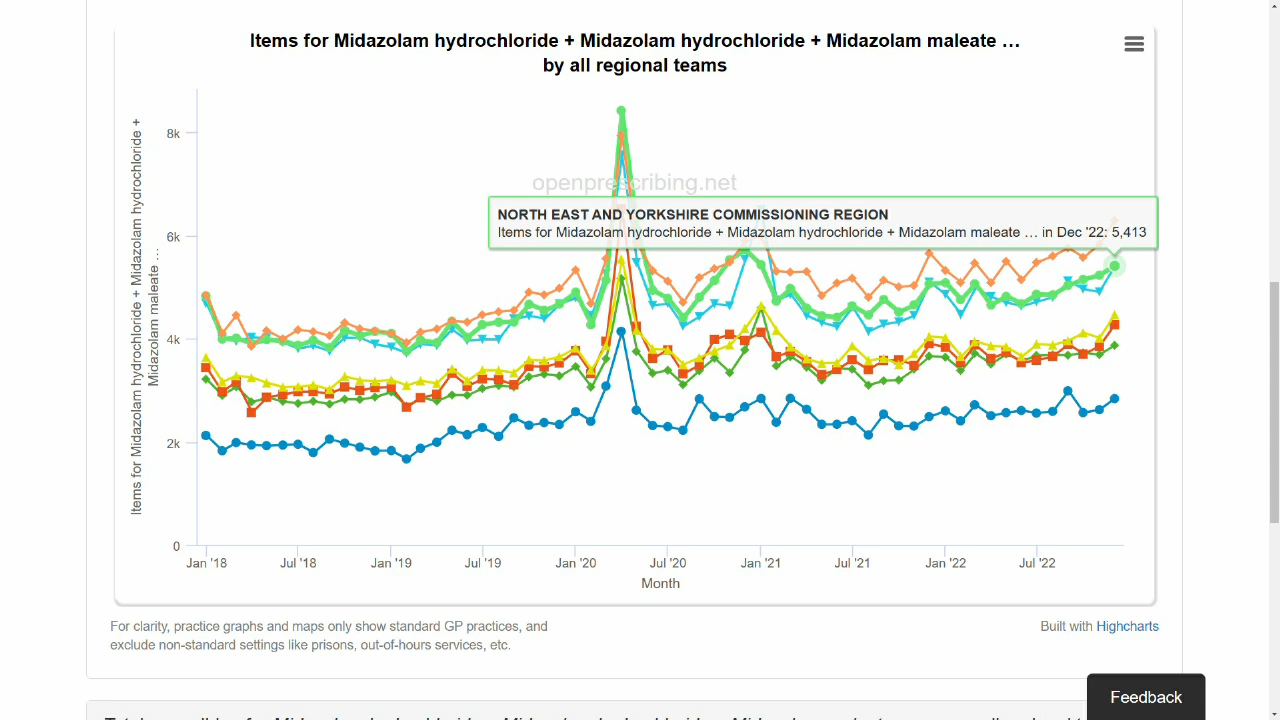 Items for Midazolam hydrochloride + Midazolam hydrochloride + Midazolam maleate …
by all regional teams
Items for Midazolam hydrochloride + Midazolam hydrochloride +
Midazolam maleate …
8k
6k
4k
2k
0
openprescribing.net
NORTH EAST AND YORKSHIRE COMMISSIONING REGION
Items for Midazolam hydrochloride + Midazolam hydrochloride + Midazolam maleate … in Dec '22: 5,413
Jan '18 Jul '18 Jan '19 Jul '19 Jan '20 Jul '20 Jan '21 Jul '21 Jan '22 Jul '22
Month
For clarity, practice graphs and maps only show standard GP practices, and
exclude non-standard settings like prisons, out-of-hours services, etc.
Built with Highcharts
Feedback